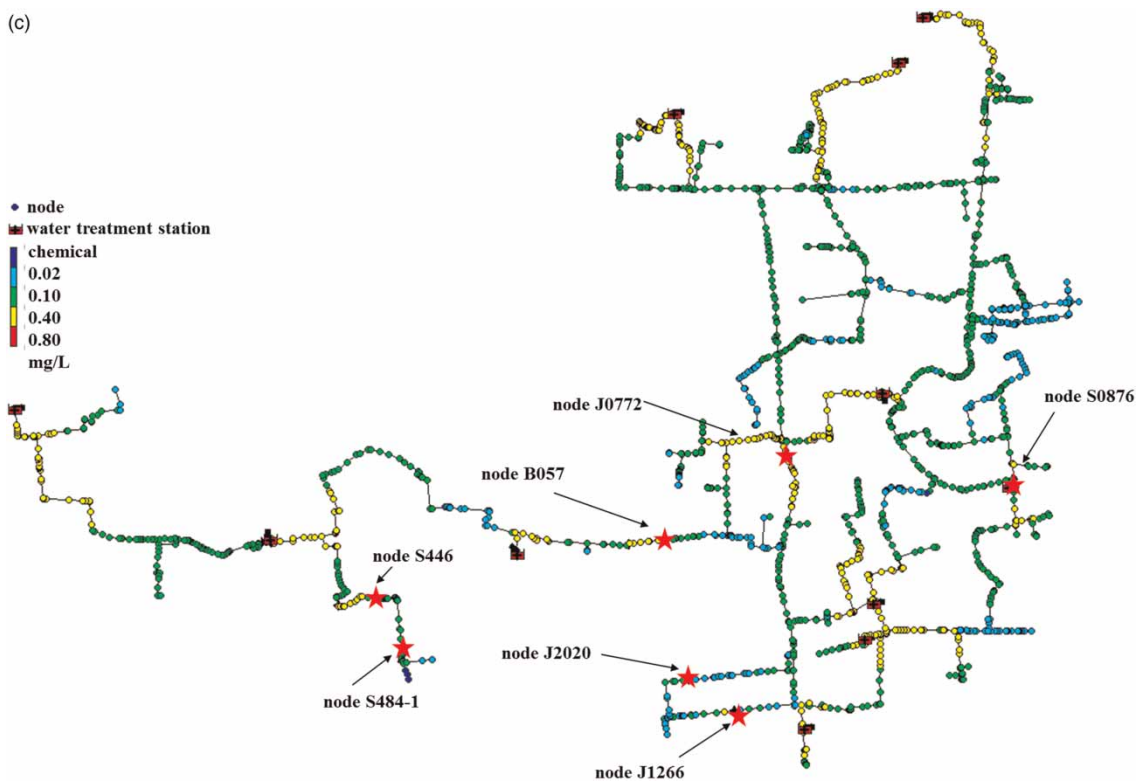 (c)
node
water treatment station
chemical
0.02
0.10
0.40
0.80
mg/L
node J0772
node S0876
node B057
node S446
node J2020
node S484-1
node J1266